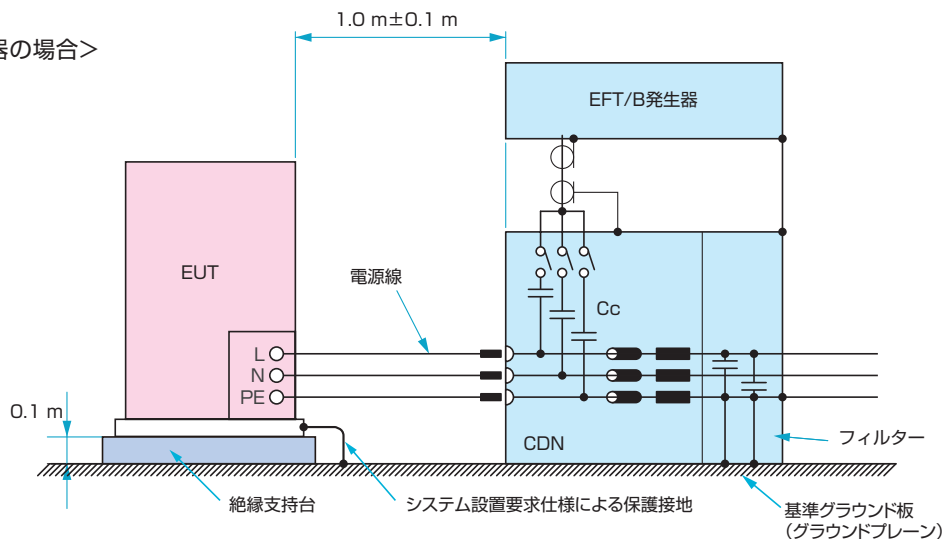 1.0 m±0.1 m
器の場合>
EFT/B発生器
EUT
電源線
Cc
L
N
PE
0.1 m
CDN
フィルター
絶縁支持台
システム設置要求仕様による保護接地
基準グラウンド板
(グラウンドプレーン)